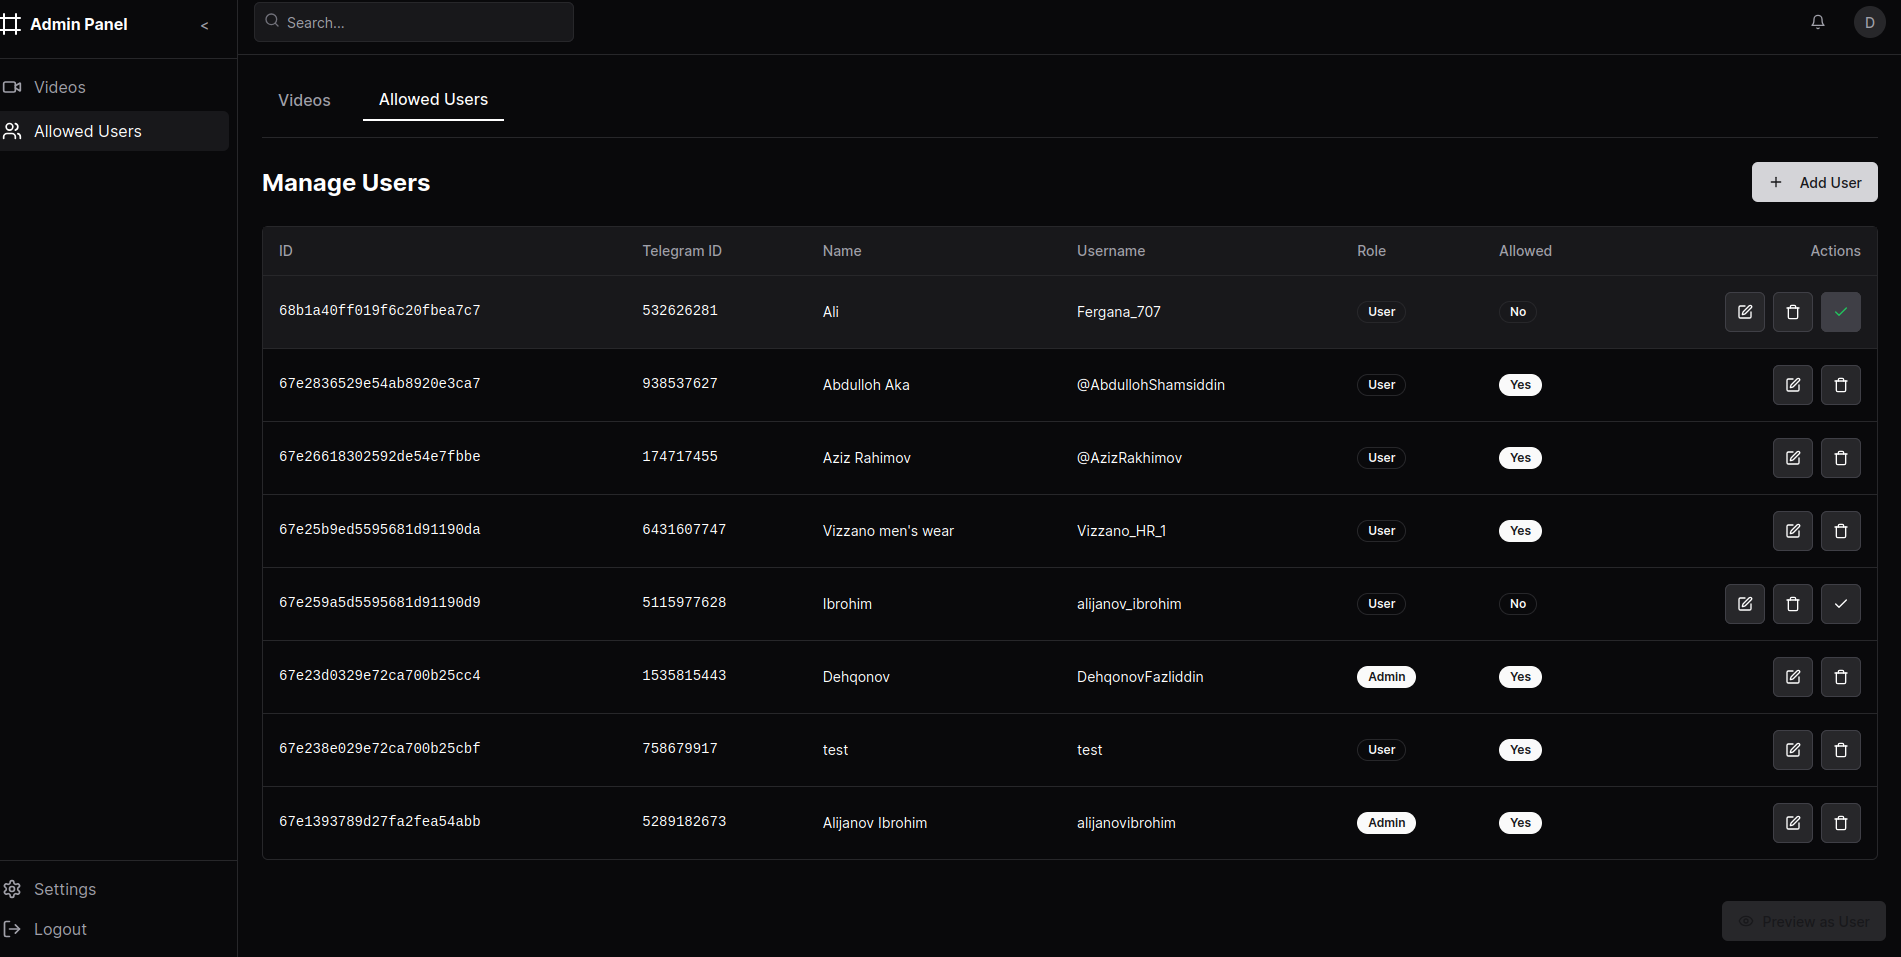 Admin Panel <
Search...
D
Videos
Allowed Users
Videos Allowed Users
Manage Users
Add User
ID Telegram ID Name Username Role Allowed Actions
68b1a40ff019f6c20fbea7c7 532626281 Ali Fergana_707 User No
67e2836529e54ab8920e3ca7 938537627 Abdulloh Aka @AbdullohShamsiddin User Yes
67e26618302592de54e7fbbe 174717455 Aziz Rahimov @AzizRakhimov User Yes
67e25b9ed5595681d91190da 6431607747 Vizzano men's wear Vizzano_HR_1 User Yes
67e259a5d5595681d91190d9 5115977628 Ibrohim alijanov_ibrohim User No
67e23d0329e72ca700b25cc4 1535815443 Dehqonov DehqonovFazliddin Admin Yes
67e238e029e72ca700b25cbf 758679917 test test User Yes
67e1393789d27fa2fea54abb 5289182673 Alijanov Ibrohim alijanovibrohim Admin Yes
Settings
Logout
Preview as User